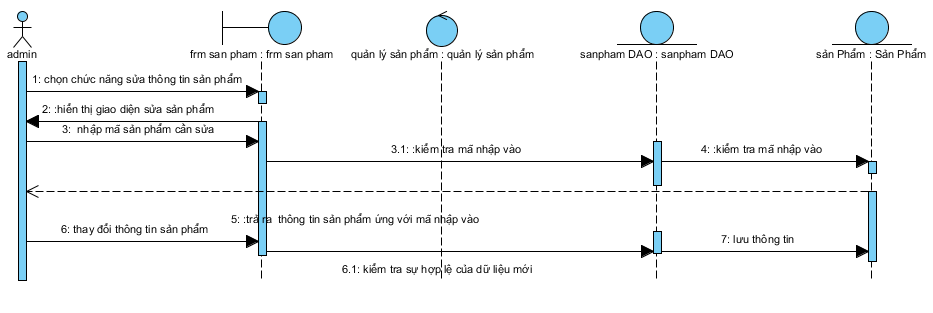 admin
frm san pham : frm san pham
quản lý sản phẩm : quản lý sản phẩm
sanpham DAO : sanpham DAO
sản Phẩm : Sản Phẩm
1: chọn chức năng sửa thông tin sản phẩm
2: :hiển thị giao diện sửa sản phẩm
3: nhập mã sản phẩm cần sửa
3.1: :kiểm tra mã nhập vào
4: :kiểm tra mã nhập vào
5: :trả ra thông tin sản phẩm ứng với mã nhập vào
6: thay đổi thông tin sản phẩm
7: lưu thông tin
6.1: kiểm tra sự hợp lệ của dữ liệu mới